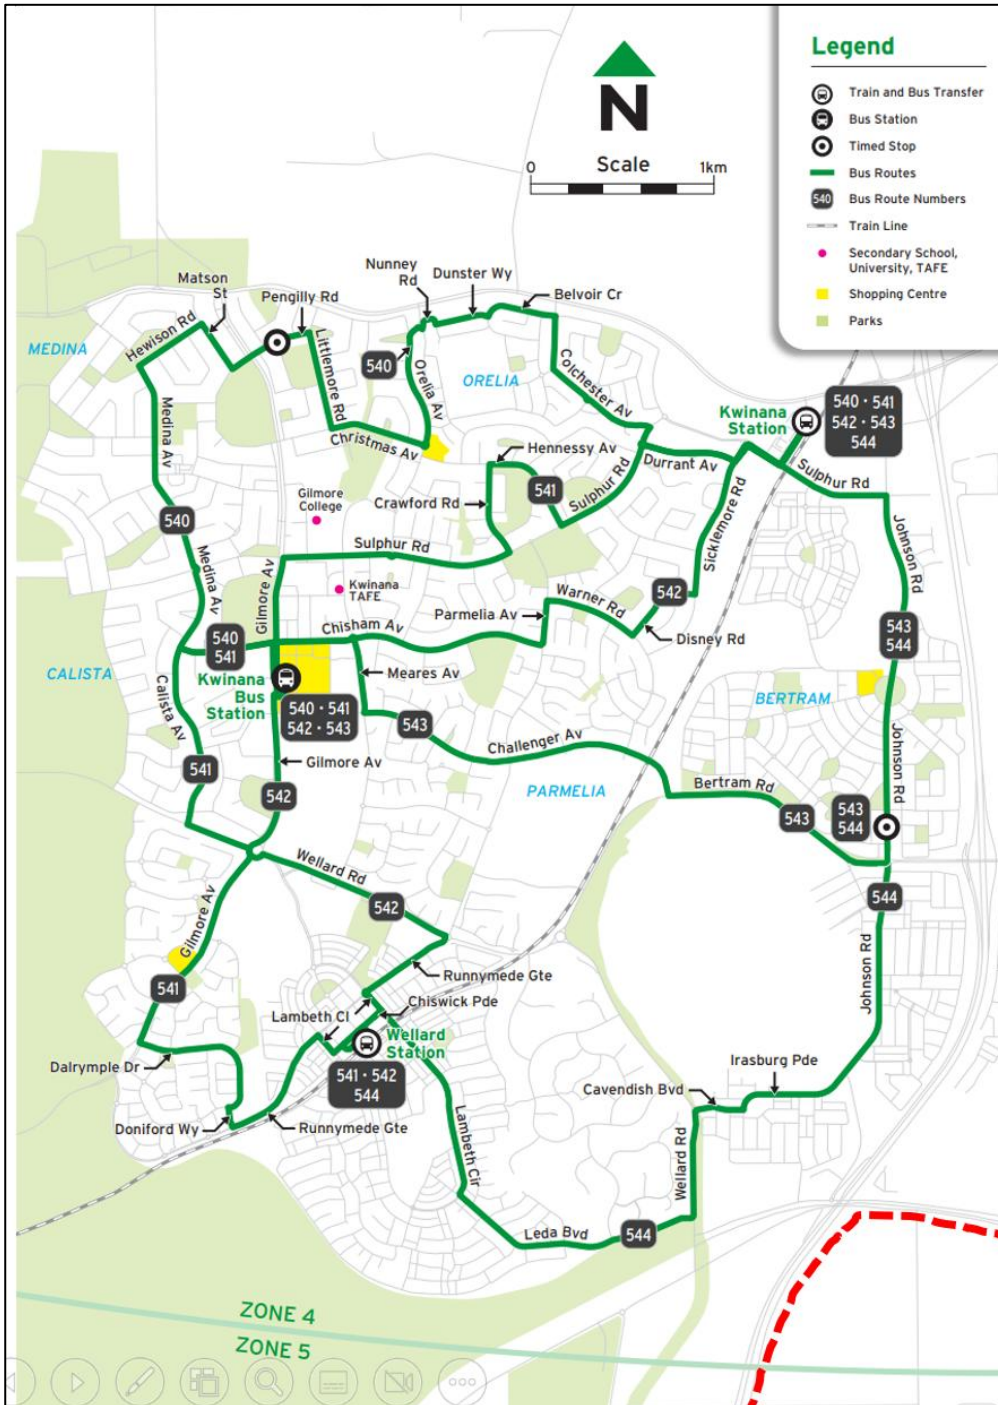 Legend
Train and Bus Transfer
Bus Station
Timed Stop
Bus Routes
540
Bus Route Numbers
Train Line
Secondary School,
University, TAFE
Shopping Centre
Parks
N
0
Scale
1km
Nunney
Rd
Dunster Wy
Belvoir Cr
Matson
St
Pengilly Rd
Hewison Rd
MEDINA
Littlemore Rd
540
Orelia Av
ORELIA
Colchester Av
Medina Av
Christmas Av
Kwinana
Station
540 · 541
542 · 543
544
Hennessy Av
Durrant Av
Sulphur Rd
Sulphur Rd
541
Crawford Rd
Gilmore
College
Sicklemore Rd
540
Johnson Rd
Sulphur Rd
Medina Av
Gilmore Av
Kwinana
TAFE
Warner Rd
542
Parmelia Av
Chisham Av
Disney Rd
540
541
543
544
CALISTA
Kwinana
Bus
Station
Meares Av
BERTRAM
540 · 541
542 · 543
Calista Av
543
Challenger Av
Gilmore Av
541
542
PARMELIA
Bertram Rd
Johnson Rd
543
543
544
Wellard Rd
544
542
Gilmore Av
Johnson Rd
541
Runnymede Gte
Chiswick Pde
Lambeth Cl
Wellard
Station
Dalrymple Dr
541 · 542
544
Irasburg Pde
Cavendish Bvd
Doniford Wy
Runnymede Gte
Lambeth Cir
Wellard Rd
Leda Bvd
544
ZONE 4
ZONE 5